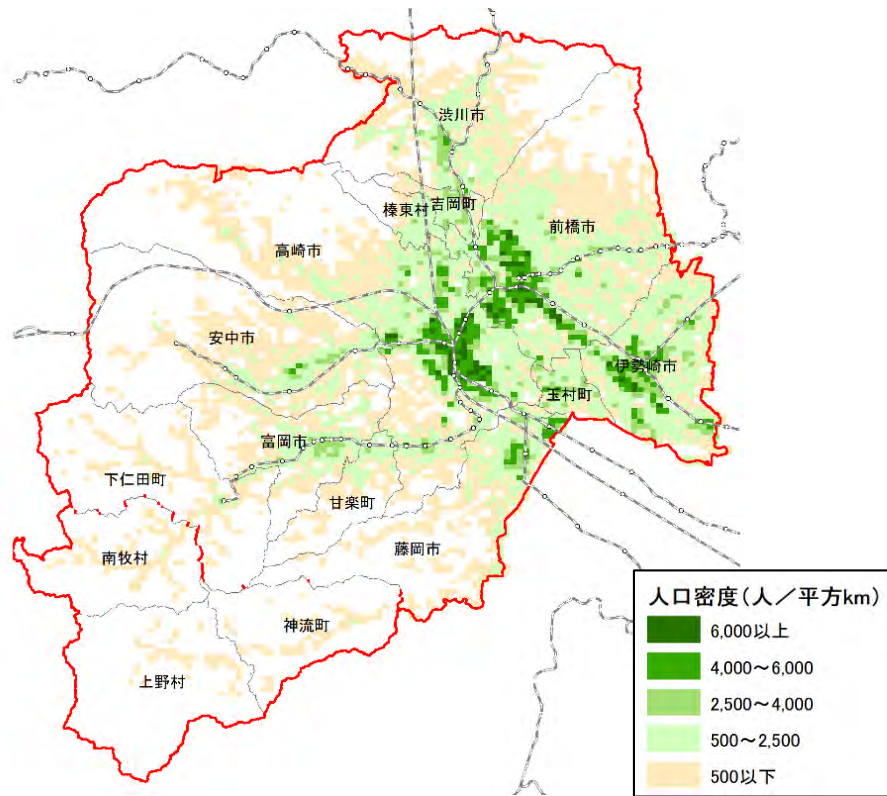 渋川市
吉岡町
榛東村
前橋市
高崎市
安中市
伊勢崎市
玉村町
富岡市
下仁田町
甘楽町
藤岡市
南牧村
神流町
上野村
人口密度(人／平方km)
6,000以上
4,000～6,000
2,500～4,000
500～2,500
500以下